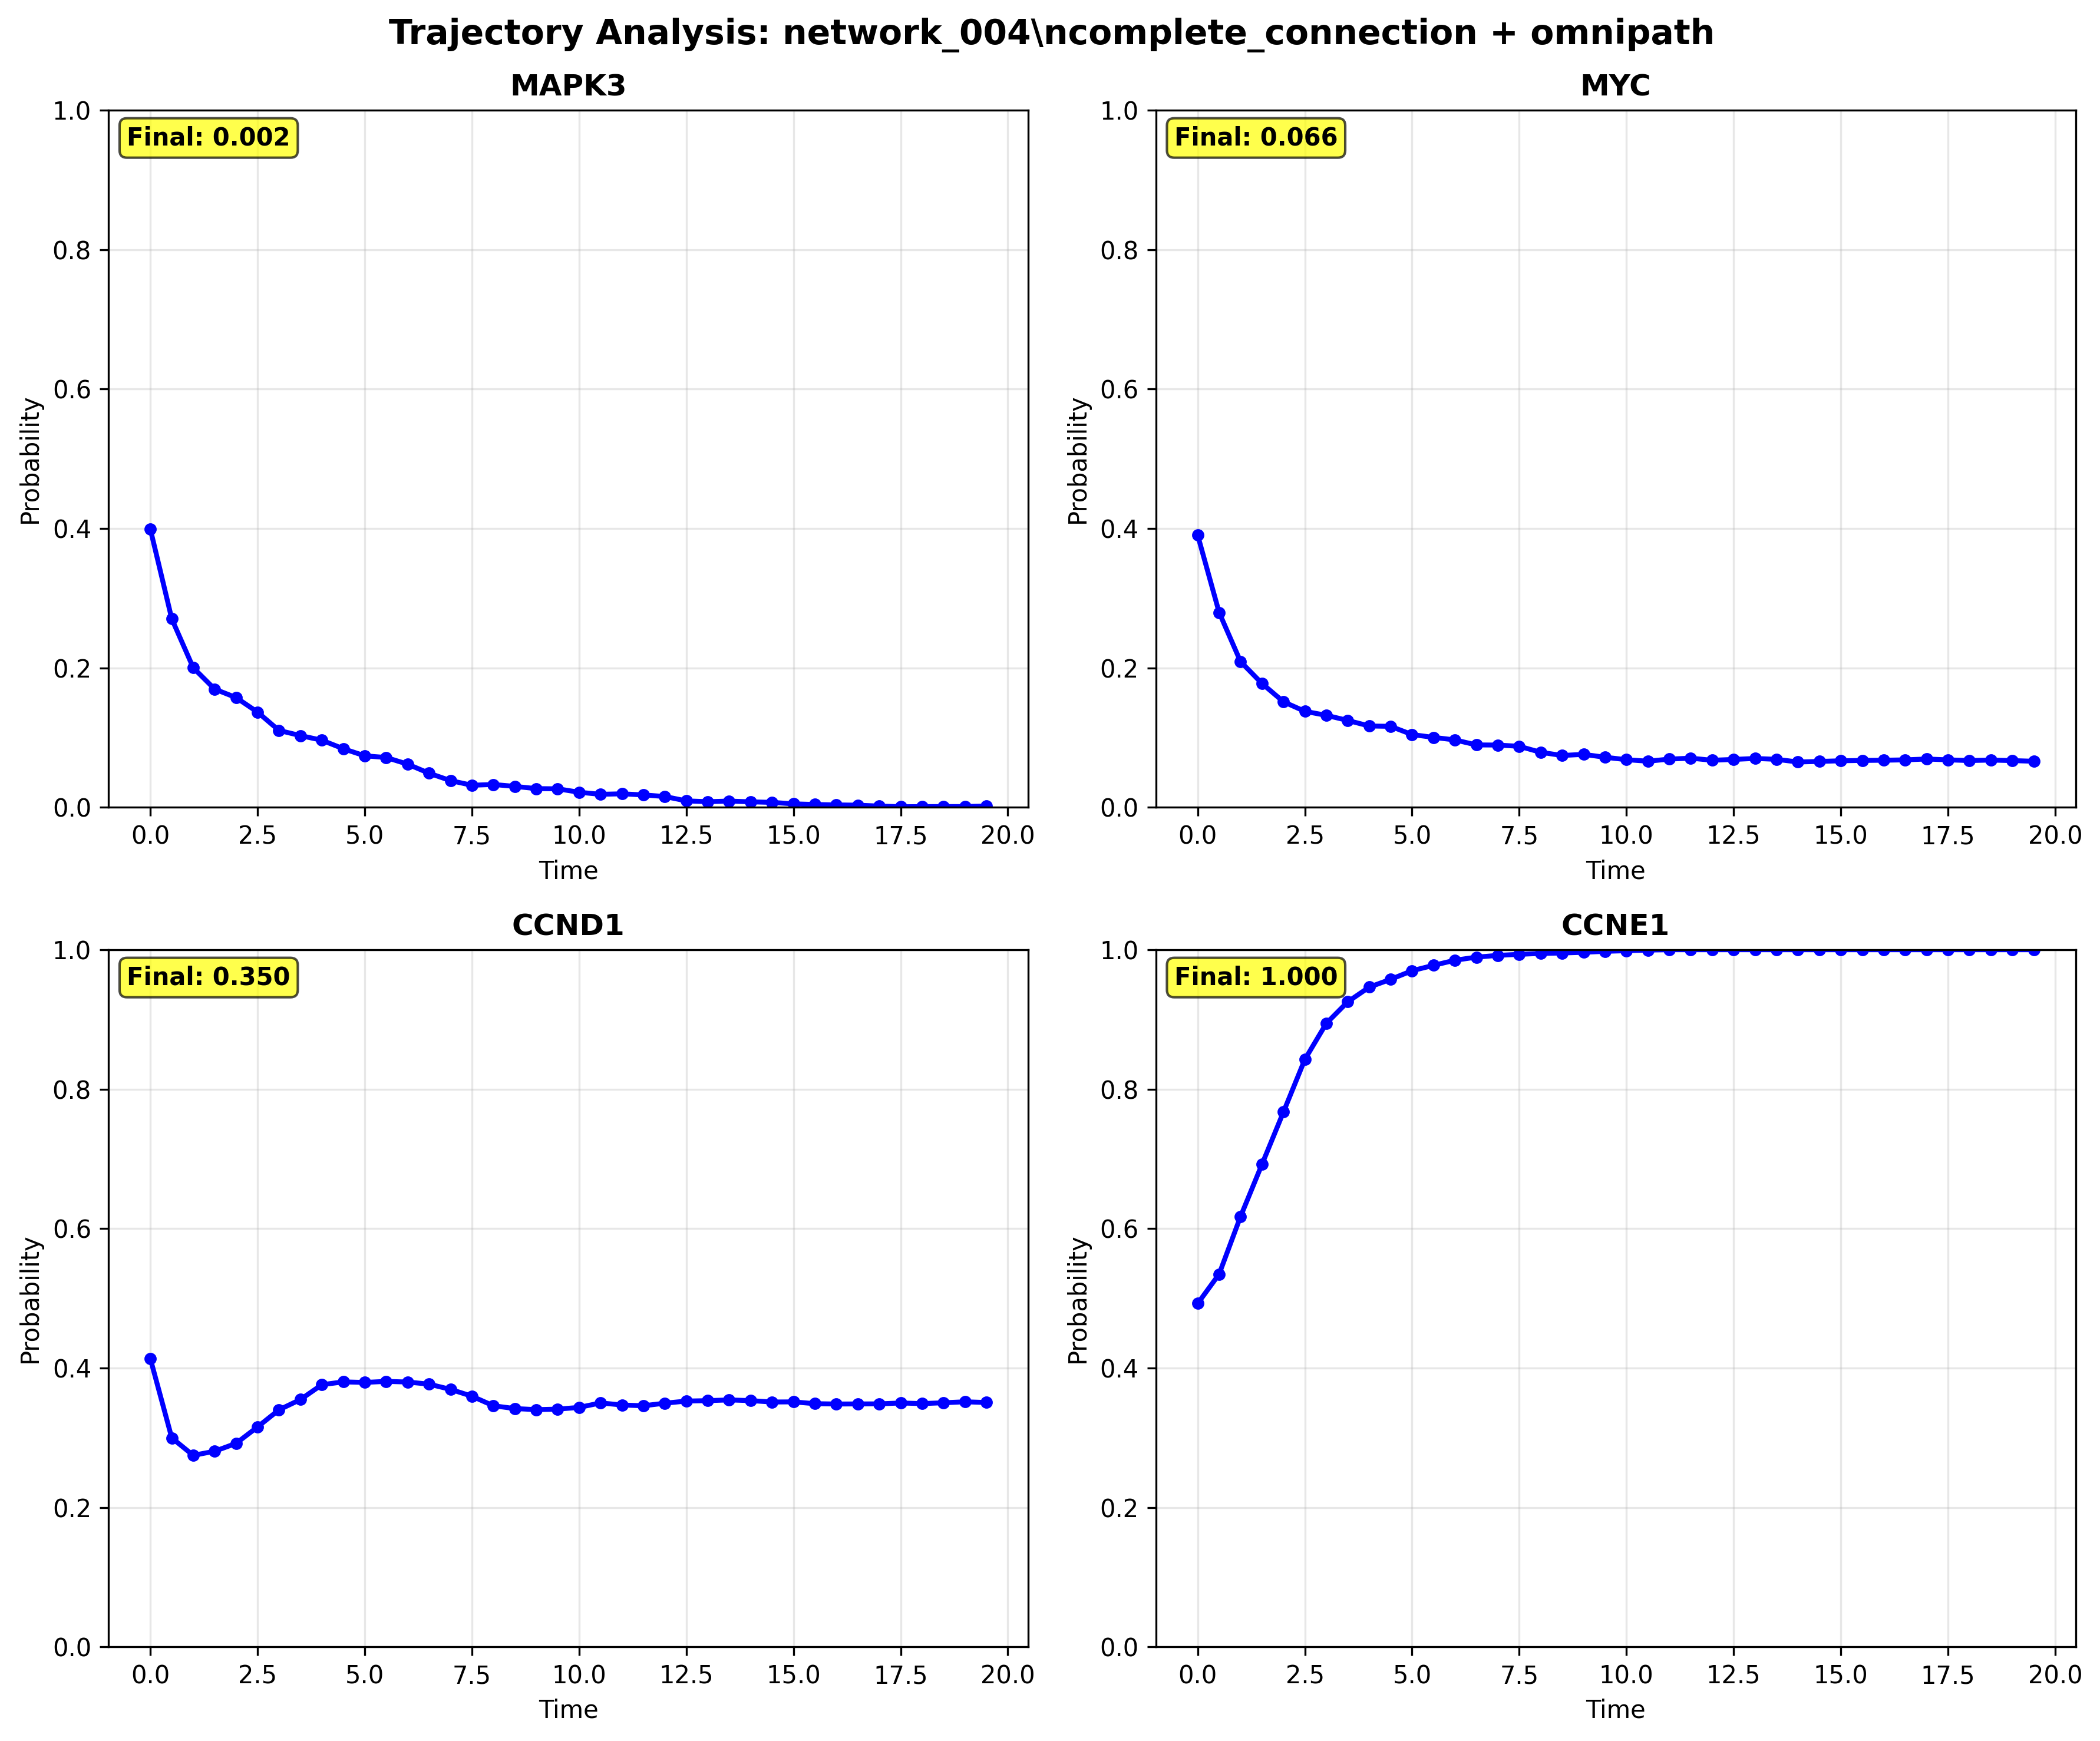 Trajectory Analysis: network_004\ncomplete_connection + omnipath
MAPK3
Final: 0.002
Probability
1.0
0.8
0.6
0.4
0.2
0.0
0.0 2.5 5.0 7.5 10.0 12.5 15.0 17.5 20.0
Time
MYC
Final: 0.066
Probability
1.0
0.8
0.6
0.4
0.2
0.0
0.0 2.5 5.0 7.5 10.0 12.5 15.0 17.5 20.0
Time
CCND1
Final: 0.350
Probability
1.0
0.8
0.6
0.4
0.2
0.0
0.0 2.5 5.0 7.5 10.0 12.5 15.0 17.5 20.0
Time
CCNE1
Final: 1.000
Probability
1.0
0.8
0.6
0.4
0.2
0.0
0.0 2.5 5.0 7.5 10.0 12.5 15.0 17.5 20.0
Time